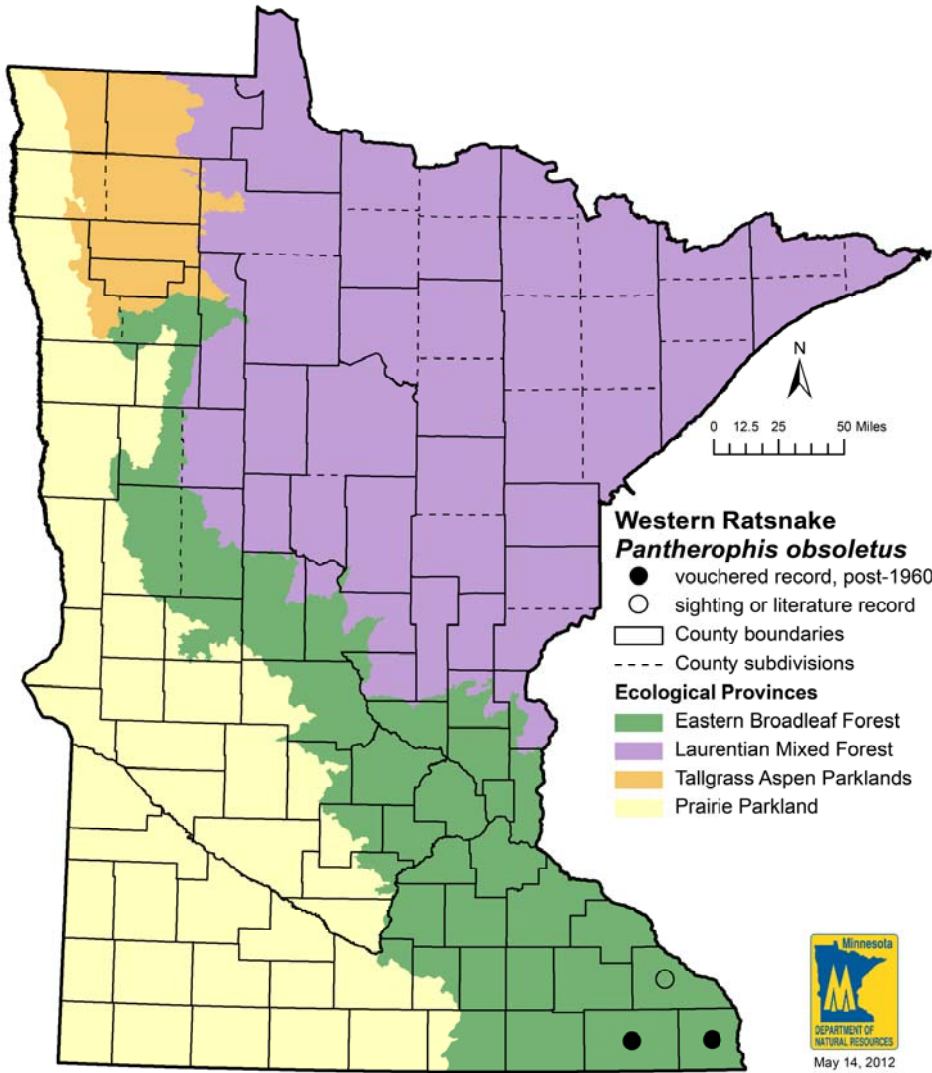 N
0 12.5 25 50 Miles
Western Ratsnake
Pantherophis obsoletus
vouchered record, post-1960
sighting or literature record
County boundaries
County subdivisions
Ecological Provinces
Eastern Broadleaf Forest
Laurentian Mixed Forest
Tallgrass Aspen Parklands
Prairie Parkland
Minnesota
M
DEPARTMENT OF
NATURAL RESOURCES
May 14, 2012